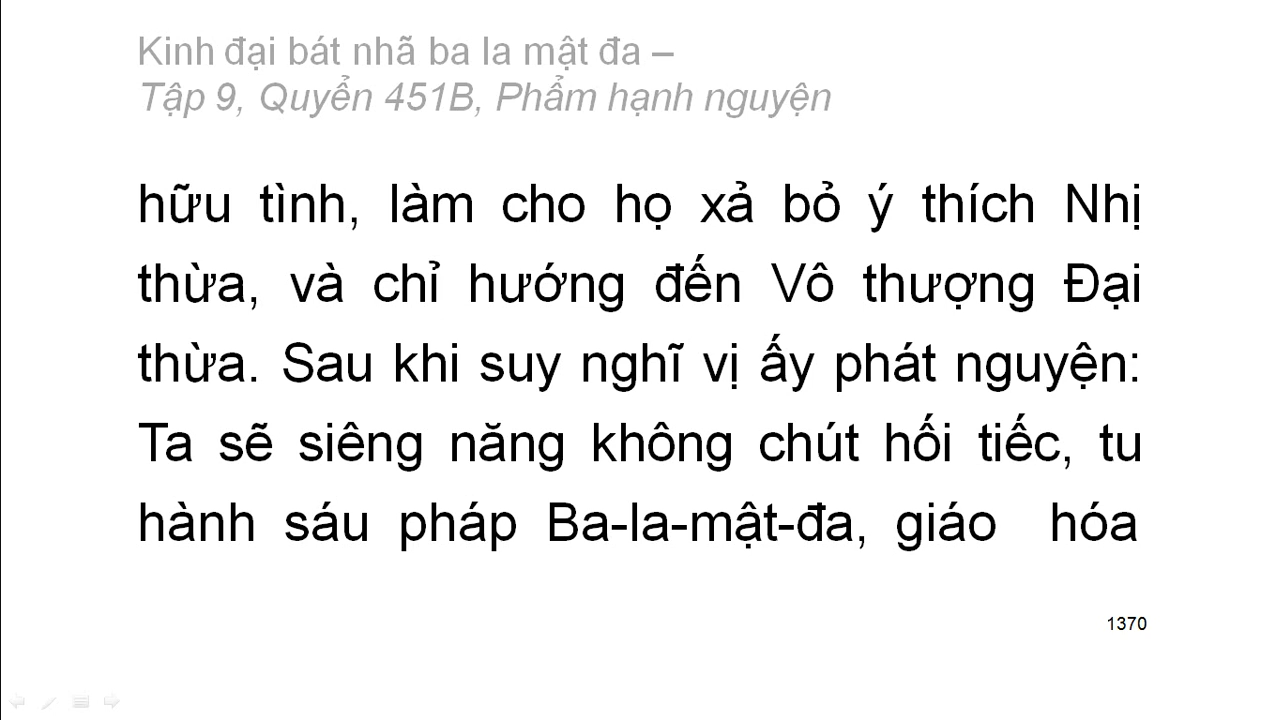 Kinh đại bát nhã ba la mật đa –
Tập 9, Quyển 451B, Phẩm hạnh nguyện
hữu tình, làm cho họ xả bỏ ý thích Nhị
thừa, và chỉ hướng đến Vô thượng Đại
thừa. Sau khi suy nghĩ vị ấy phát nguyện:
Ta sẽ siêng năng không chút hối tiếc, tu
hành sáu pháp Ba-la-mật-đa, giáo hóa
1370